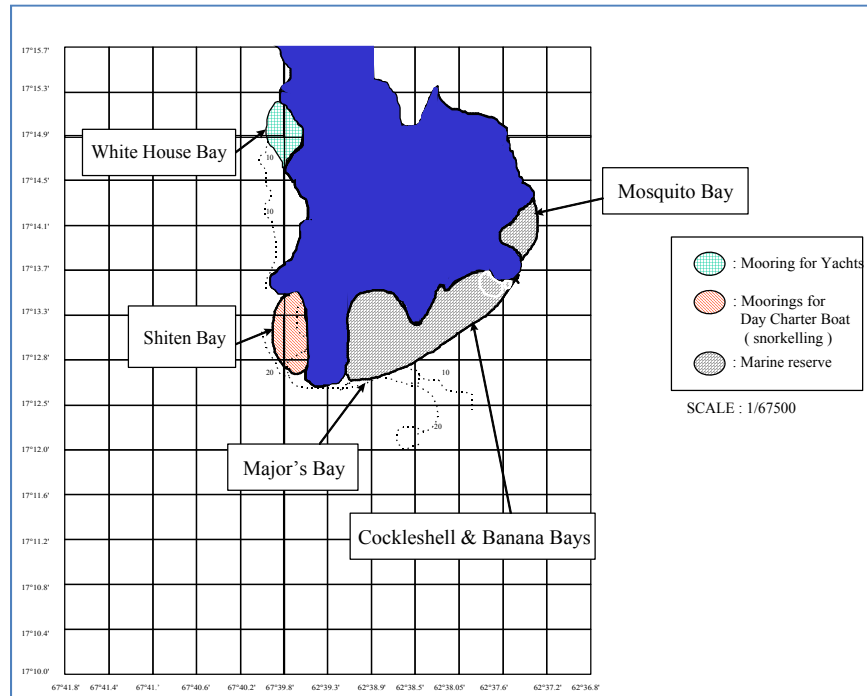 17°15.7'
17°15.3'
17°14.9'
17°14.5'
17°14.1'
17°13.7'
17°13.3'
17°12.8'
17°12.5'
17°12.0'
17°11.6'
17°11.2'
17°10.8'
17°10.4'
17°10.0'
67°41.8' 67°41.4' 67°41.' 67°40.6' 67°40.2' 67°39.8' 62°39.3' 62°38.9' 62°38.5' 62°38.05' 62°37.6' 62°37.2' 62°36.8'
White House Bay
10
10
Mosquito Bay
Shiten Bay
20
10
20
Major's Bay
Cockleshell & Banana Bays
: Mooring for Yachts
: Moorings for
Day Charter Boat
( snorkelling )
: Marine reserve
SCALE : 1/67500